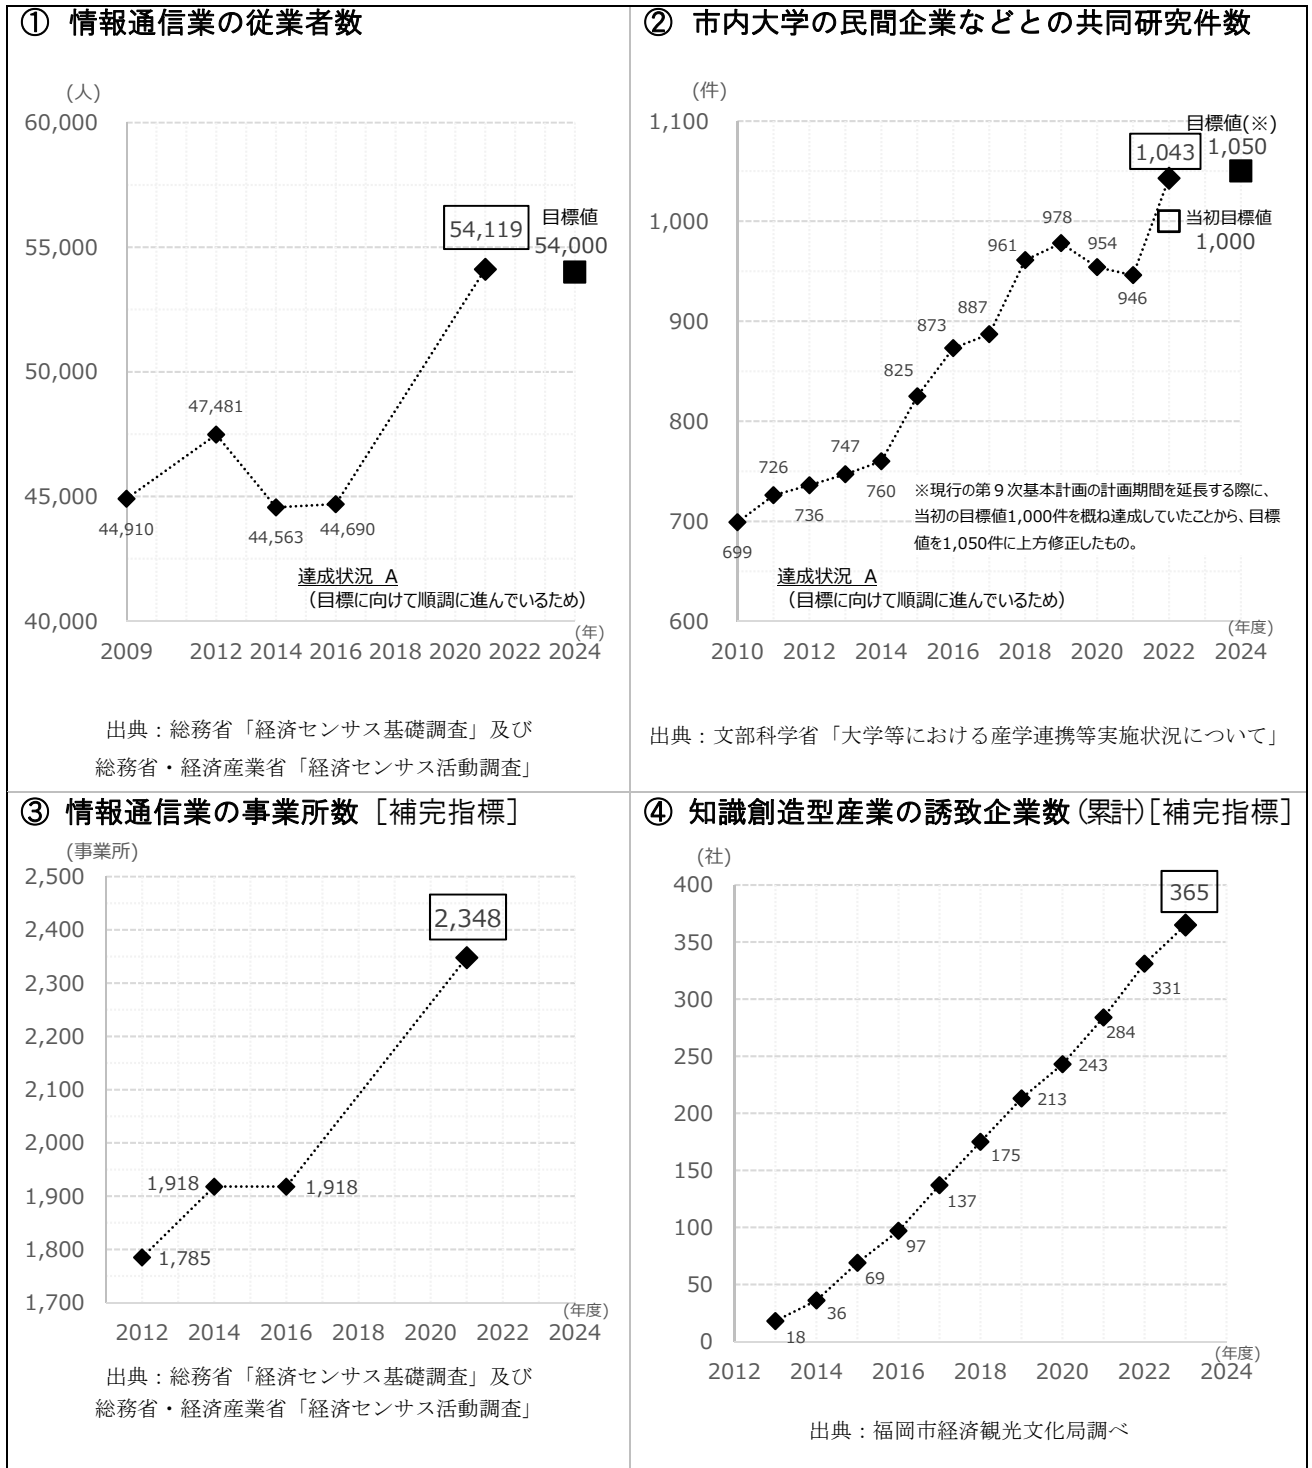 ① 情報通信業の従業者数
(人)
60,000
55,000
50,000
45,000
40,000
54,119
目標値
54,000
47,481
44,910
44,563
44,690
達成状況 A
(目標に向けて順調に進んでいるため)
(年)
2009 2012 2014 2016 2018 2020 2022 2024
出典：総務省「経済センサス基礎調査」及び
総務省・経済産業省「経済センサス活動調査」
② 市内大学の民間企業などとの共同研究件数
(件)
1,100
1,000
900
800
700
600
目標値(※)
1,043
1,050
当初目標値
1,000
978
961
954
946
887
873
825
747
760
726
736
699
※現行の第９次基本計画の計画期間を延長する際に、
当初の目標値1,000件を概ね達成していたことから、目標
値を1,050件に上方修正したもの。
達成状況 A
(目標に向けて順調に進んでいるため)
(年度)
2010 2012 2014 2016 2018 2020 2022 2024
出典：文部科学省「大学等における産学連携等実施状況について」
③ 情報通信業の事業所数［補完指標］
(事業所)
2,500
2,400
2,300
2,200
2,100
2,000
1,900
1,800
1,700
2,348
1,918
1,918
1,785
(年度)
2012 2014 2016 2018 2020 2022 2024
出典：総務省「経済センサス基礎調査」及び
総務省・経済産業省「経済センサス活動調査」
④ 知識創造型産業の誘致企業数(累計)［補完指標］
(社)
400
350
300
250
200
150
100
50
0
365
331
284
243
213
175
137
97
69
36
18
(年度)
2012 2014 2016 2018 2020 2022 2024
出典：福岡市経済観光文化局調べ